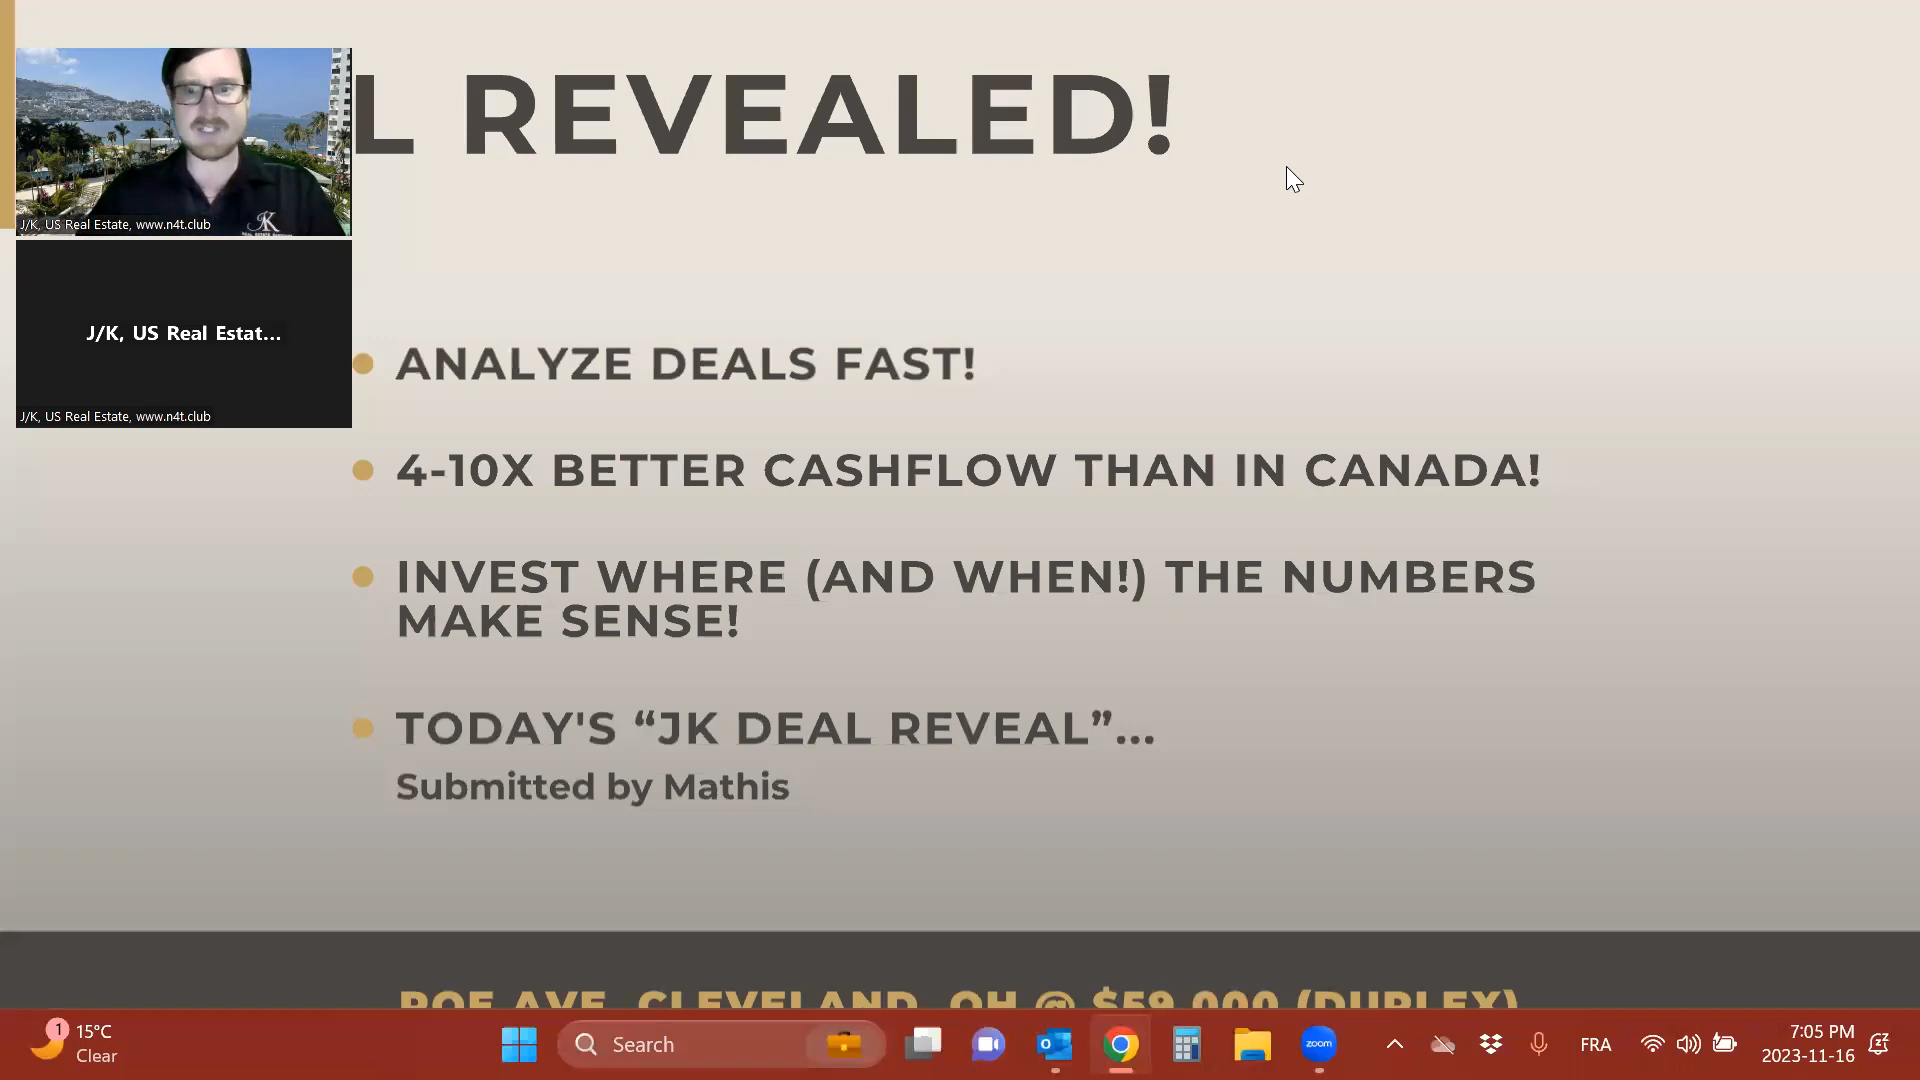 L REVEALED!
J/K, US Real Estate, www.n4t.club
JK
J/K, US Real Estat...
J/K, US Real Estate, www.n4t.club
ANALYZE DEALS FAST!
4-10X BETTER CASHFLOW THAN IN CANADA!
INVEST WHERE (AND WHEN!) THE NUMBERS
MAKE SENSE!
TODAY'S “JK DEAL REVEAL”...
Submitted by Mathis
AVE, CLEVELAND, OH @ $59,000 (DUPLEX)
1
15°C
Clear
Search
zoom
FRA
7:05 PM
2023-11-16